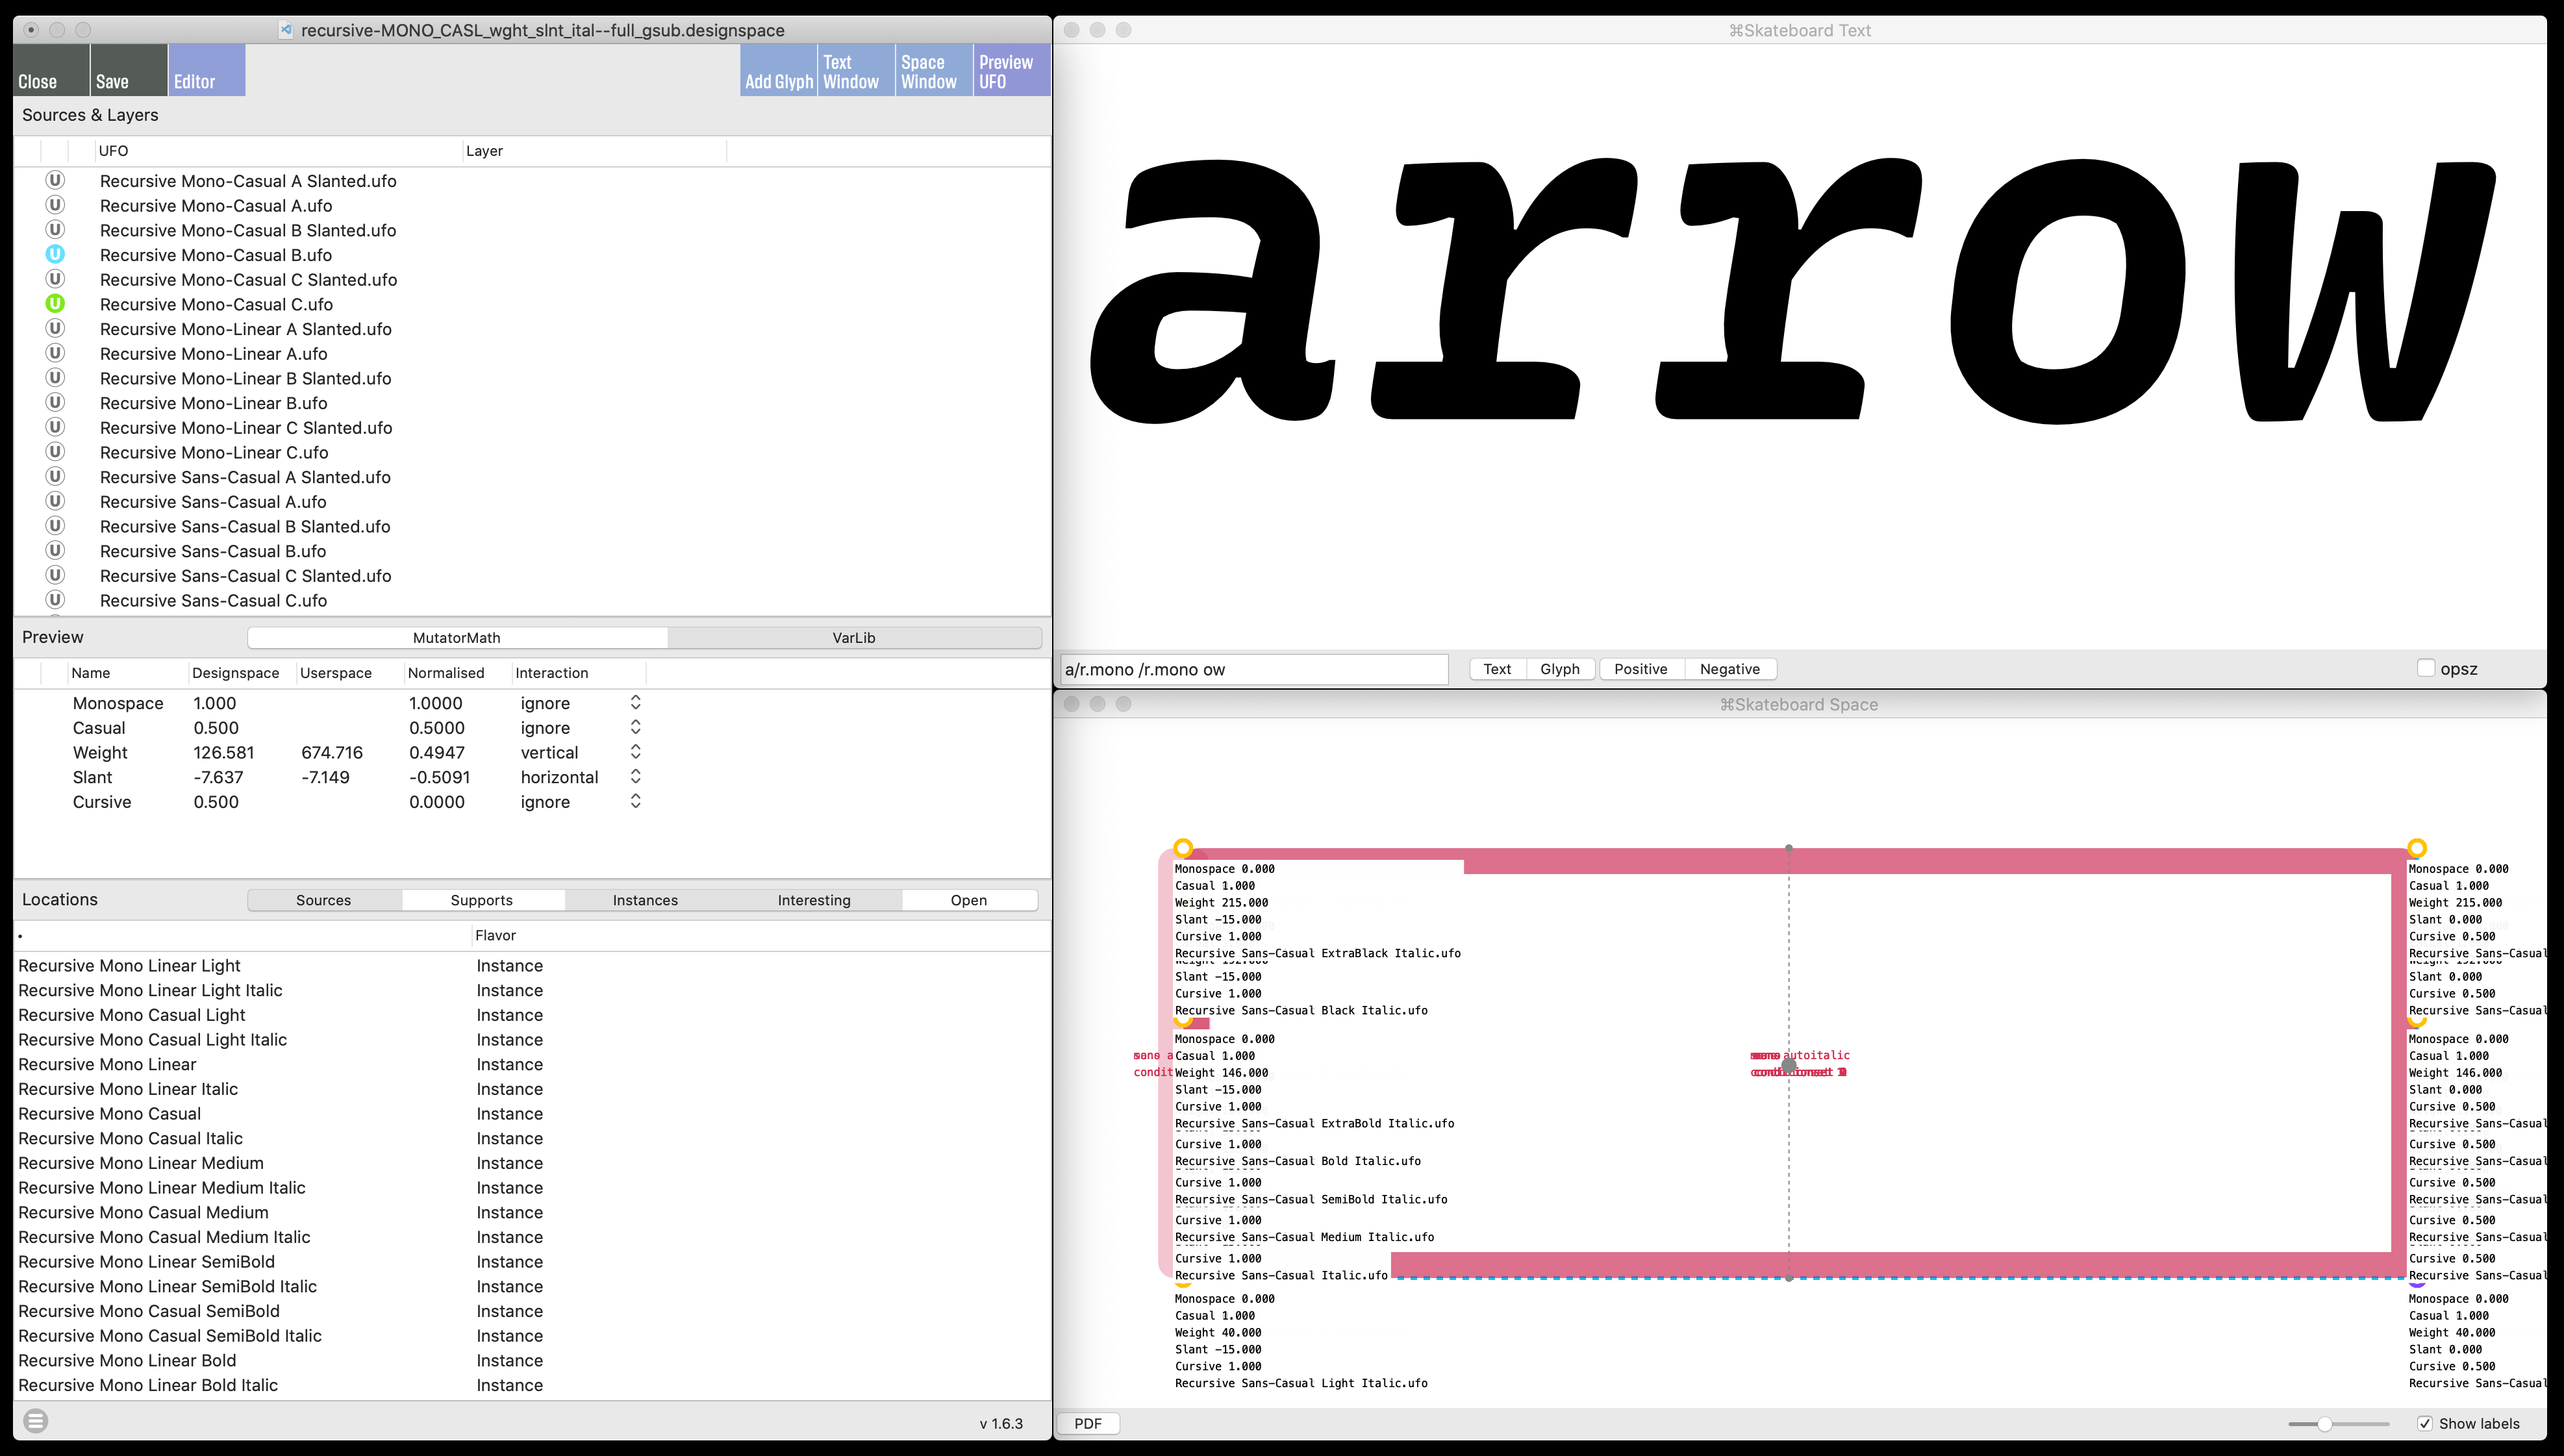 recursive-MONO_CASL_wght_slnt_ital--full_gsub.designspace
Close
Save
Editor
Add Glyph
Text Window
Space Window
Preview UFO
Sources & Layers
UFO Layer
Recursive Mono-Casual A Slanted.ufo
Recursive Mono-Casual A.ufo
Recursive Mono-Casual B Slanted.ufo
Recursive Mono-Casual B.ufo
Recursive Mono-Casual C Slanted.ufo
Recursive Mono-Casual C.ufo
Recursive Mono-Linear A Slanted.ufo
Recursive Mono-Linear A.ufo
Recursive Mono-Linear B Slanted.ufo
Recursive Mono-Linear B.ufo
Recursive Mono-Linear C Slanted.ufo
Recursive Mono-Linear C.ufo
Recursive Sans-Casual A Slanted.ufo
Recursive Sans-Casual A.ufo
Recursive Sans-Casual B Slanted.ufo
Recursive Sans-Casual B.ufo
Recursive Sans-Casual C Slanted.ufo
Recursive Sans-Casual C.ufo
Preview MutatorMath VarLib
Name Designspace Userspace Normalised Interaction
Monospace 1.000 1.0000 ignore
Casual 0.500 0.5000 ignore
Weight 126.581 674.716 0.4947 vertical
Slant -7.637 -7.149 -0.5091 horizontal
Cursive 0.500 0.0000 ignore
Locations Sources Supports Instances Interesting Open
• Flavor
Recursive Mono Linear Light Instance
Recursive Mono Linear Light Italic Instance
Recursive Mono Casual Light Instance
Recursive Mono Casual Light Italic Instance
Recursive Mono Linear Instance
Recursive Mono Linear Italic Instance
Recursive Mono Casual Instance
Recursive Mono Casual Italic Instance
Recursive Mono Linear Medium Instance
Recursive Mono Linear Medium Italic Instance
Recursive Mono Casual Medium Instance
Recursive Mono Casual Medium Italic Instance
Recursive Mono Linear SemiBold Instance
Recursive Mono Linear SemiBold Italic Instance
Recursive Mono Casual SemiBold Instance
Recursive Mono Casual SemiBold Italic Instance
Recursive Mono Linear Bold Instance
Recursive Mono Linear Bold Italic Instance
v 1.6.3
⌘Skateboard Text
arrow
a/r.mono /r.mono ow Text Glyph Positive Negative opsz
⌘Skateboard Space
Monospace 0.000
Casual 1.000
Weight 215.000
Slant -15.000
Cursive 1.000
Recursive Sans-Casual ExtraBlack Italic.ufo
Slant -15.000
Cursive 1.000
Recursive Sans-Casual Black Italic.ufo
Monospace 0.000
Casual 1.000
Weight 146.000
Slant -15.000
Cursive 1.000
Recursive Sans-Casual ExtraBold Italic.ufo
Cursive 1.000
Recursive Sans-Casual Bold Italic.ufo
Cursive 1.000
Recursive Sans-Casual SemiBold Italic.ufo
Cursive 1.000
Recursive Sans-Casual Medium Italic.ufo
Cursive 1.000
Recursive Sans-Casual Italic.ufo
Monospace 0.000
Casual 1.000
Weight 40.000
Slant -15.000
Cursive 1.000
Recursive Sans-Casual Light Italic.ufo
autoitalic
Monospace 0.000
Casual 1.000
Weight 215.000
Slant 0.000
Cursive 0.500
Recursive Sans-Casual
Slant 0.000
Cursive 0.500
Recursive Sans-Casual
Monospace 0.000
Casual 1.000
Weight 146.000
Slant 0.000
Cursive 0.500
Recursive Sans-Casual
Cursive 0.500
Recursive Sans-Casual
Cursive 0.500
Recursive Sans-Casual
Cursive 0.500
Recursive Sans-Casual
Cursive 0.500
Recursive Sans-Casual
Monospace 0.000
Casual 1.000
Weight 40.000
Slant 0.000
Cursive 0.500
Recursive Sans-Casual
PDF Show labels